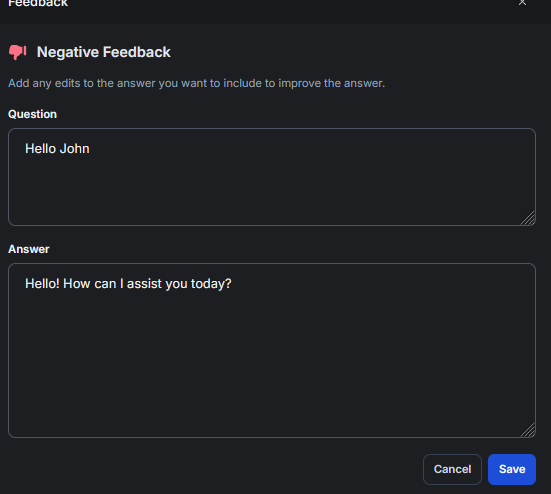 Feedback
Negative Feedback
Add any edits to the answer you want to include to improve the answer.
Question
Hello John
Answer
Hello! How can I assist you today?
Cancel Save